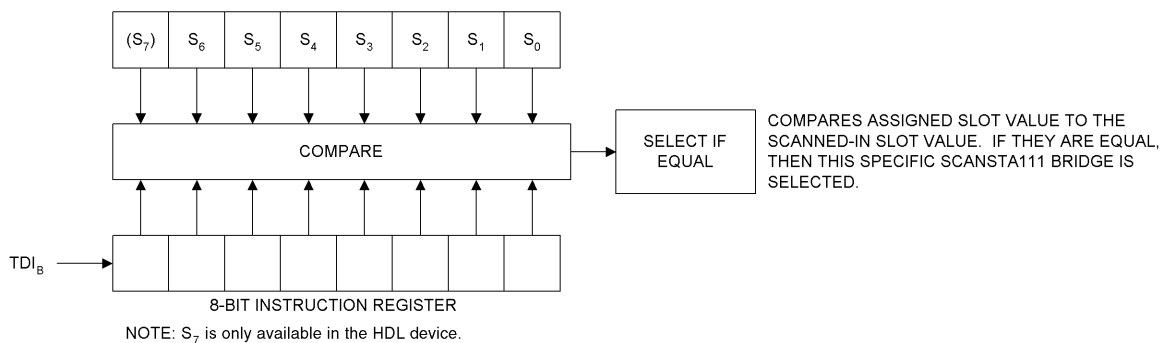 (S₇) S₆ S₅ S₄ S₃ S₂ S₁ S₀
COMPARE
SELECT IF
EQUAL
COMPARES ASSIGNED SLOT VALUE TO THE
SCANNED-IN SLOT VALUE. IF THEY ARE EQUAL,
THEN THIS SPECIFIC SCANSTA111 BRIDGE IS
SELECTED.
TDI_B
8-BIT INSTRUCTION REGISTER
NOTE: S₇ is only available in the HDL device.